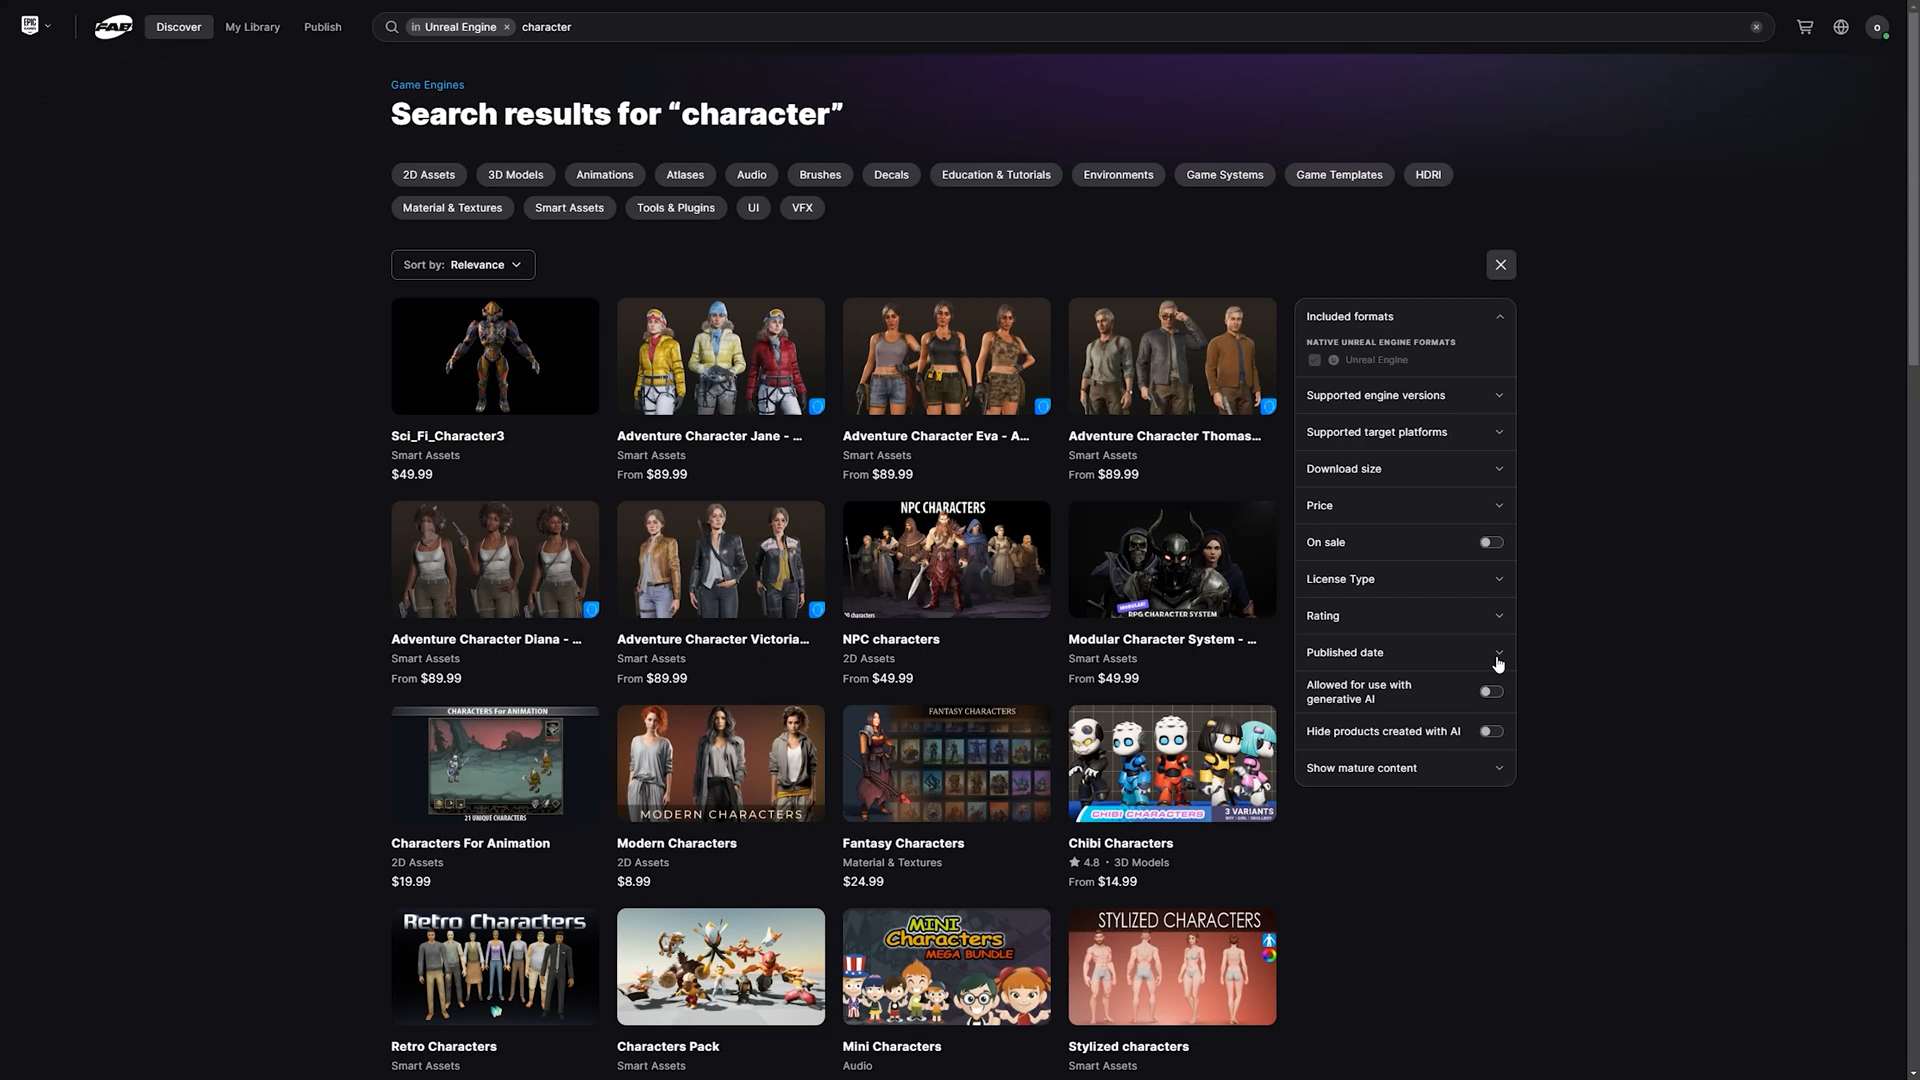 EPIC GAMES
FAB
Discover
My Library
Publish
in Unreal Engine × character
o
Game Engines
Search results for “character”
2D Assets
3D Models
Animations
Atlases
Audio
Brushes
Decals
Education & Tutorials
Environments
Game Systems
Game Templates
HDRI
Material & Textures
Smart Assets
Tools & Plugins
UI
VFX
Sort by: Relevance
Sci_Fi_Character3
Smart Assets
$49.99
Adventure Character Jane - ...
Smart Assets
From $89.99
Adventure Character Eva - A...
Smart Assets
From $89.99
Adventure Character Thomas...
Smart Assets
From $89.99
Adventure Character Diana - ...
Smart Assets
From $89.99
Adventure Character Victoria...
Smart Assets
From $89.99
NPC CHARACTERS
NPC characters
2D Assets
From $49.99
MODULAR
RPG CHARACTER SYSTEM
Modular Character System - ...
Smart Assets
From $49.99
CHARACTERS For ANIMATION
21 UNIQUE CHARACTERS
Characters For Animation
2D Assets
$19.99
MODERN CHARACTERS
Modern Characters
2D Assets
$8.99
FANTASY CHARACTERS
Fantasy Characters
Material & Textures
$24.99
CHIBI CHARACTERS
3 VARIANTS
Chibi Characters
4.8 · 3D Models
From $14.99
Retro Characters
Retro Characters
Smart Assets
Characters Pack
Smart Assets
MINI
Characters
MEGA BUNDLE
Mini Characters
Audio
STYLIZED CHARACTERS
Stylized characters
Smart Assets
Included formats
NATIVE UNREAL ENGINE FORMATS
Unreal Engine
Supported engine versions
Supported target platforms
Download size
Price
On sale
License Type
Rating
Published date
Allowed for use with
generative AI
Hide products created with AI
Show mature content